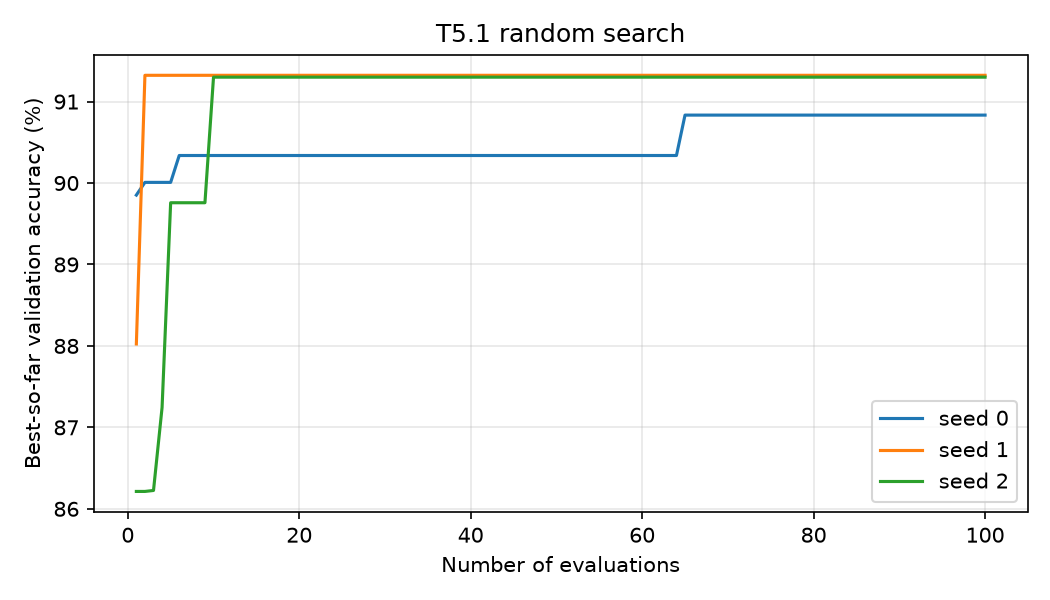 T5.1 random search
Best-so-far validation accuracy (%)
91
90
89
88
87
86
0 20 40 60 80 100
Number of evaluations
seed 0
seed 1
seed 2